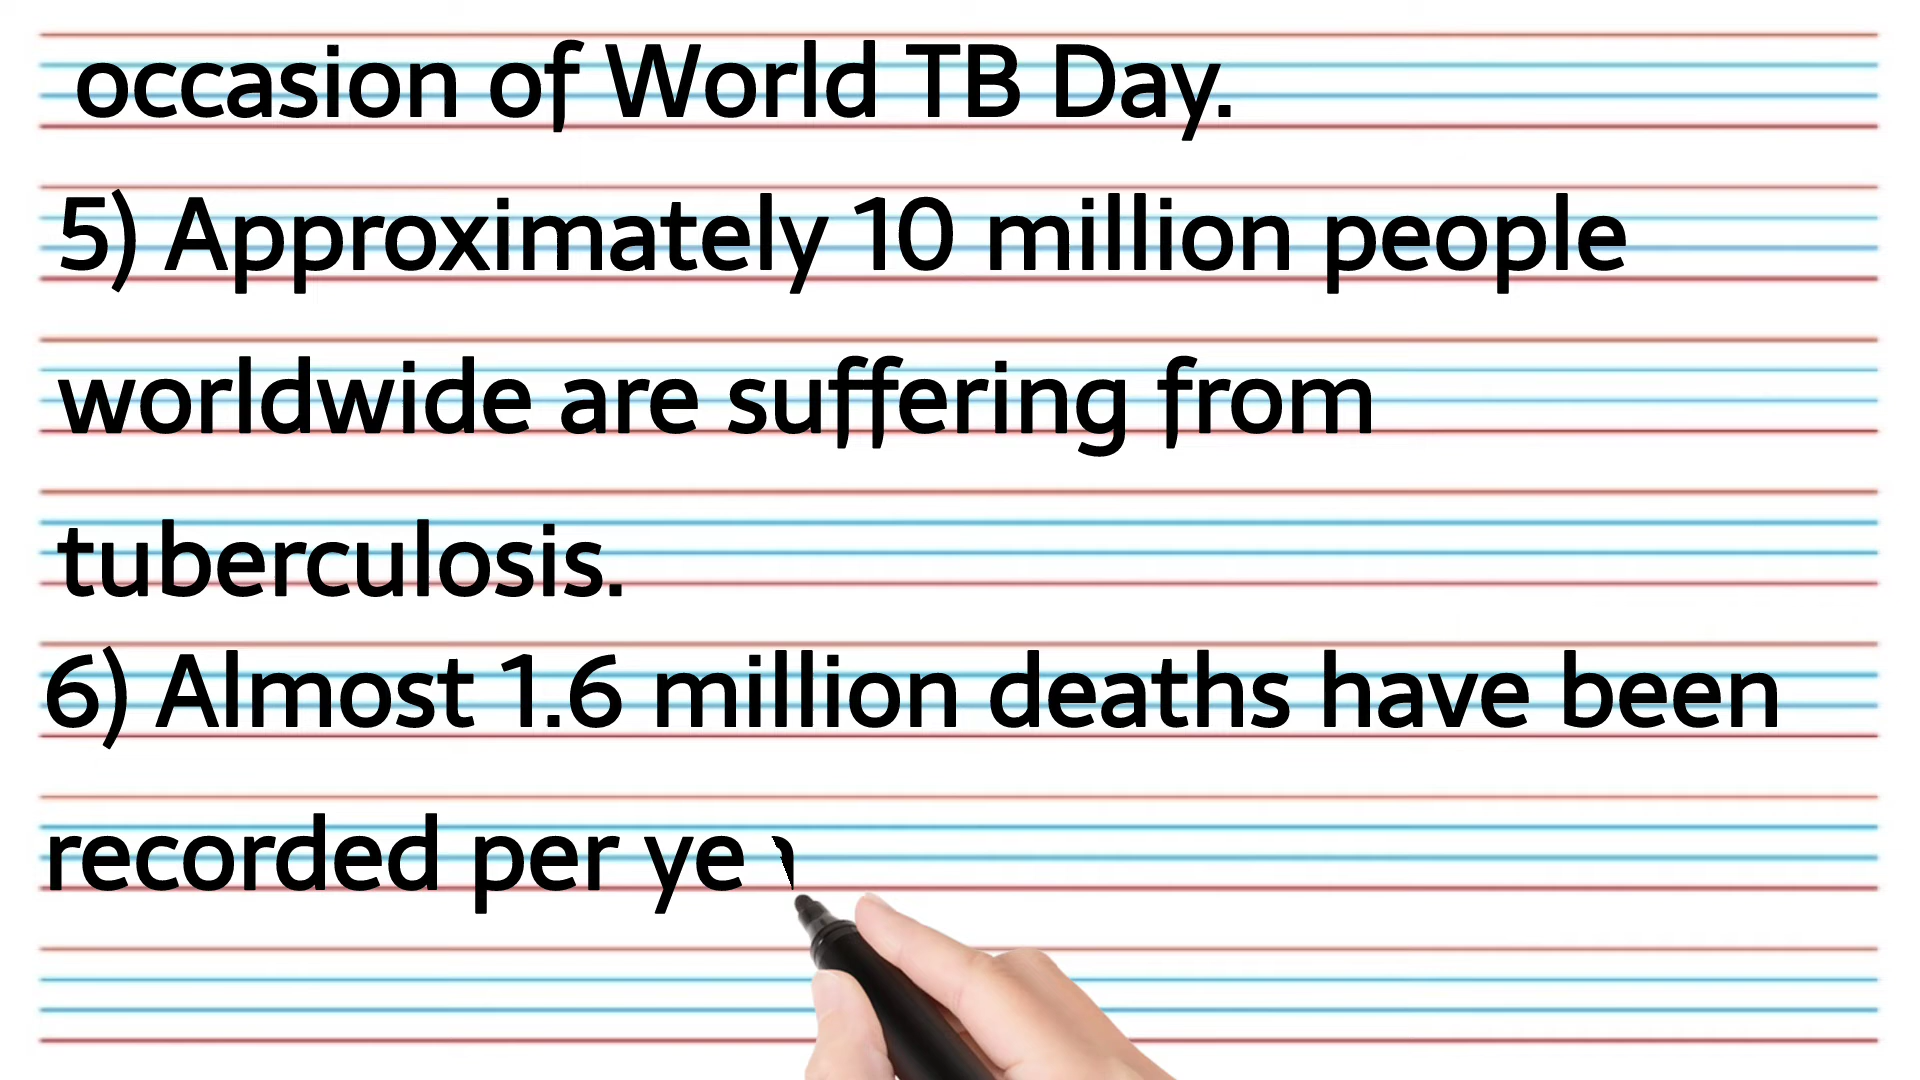 occasion of World TB Day.
5) Approximately 10 million people
worldwide are suffering from
tuberculosis.
6) Almost 1.6 million deaths have been
recorded per ye